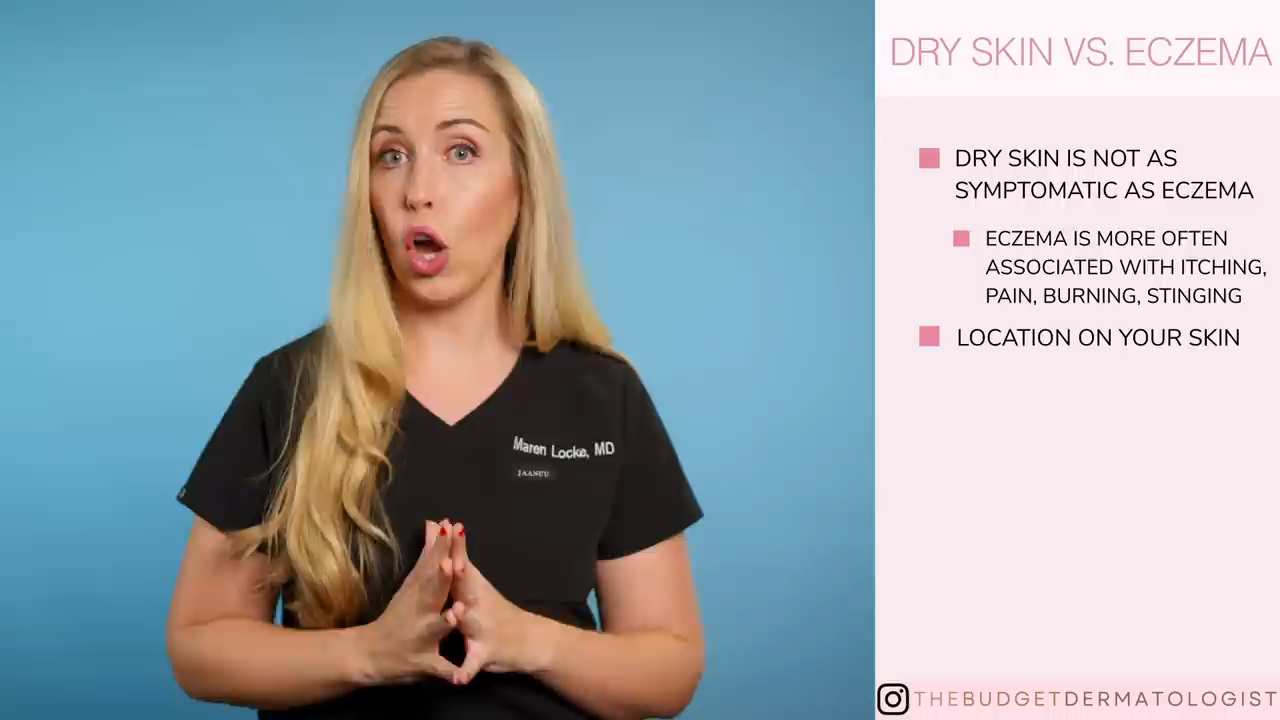 DRY SKIN VS. ECZEMA
DRY SKIN IS NOT AS
SYMPTOMATIC AS ECZEMA
ECZEMA IS MORE OFTEN
ASSOCIATED WITH ITCHING,
PAIN, BURNING, STINGING
LOCATION ON YOUR SKIN
Maren Locke, MD
JAANUU
THEBUDGETDERMATOLOGIST